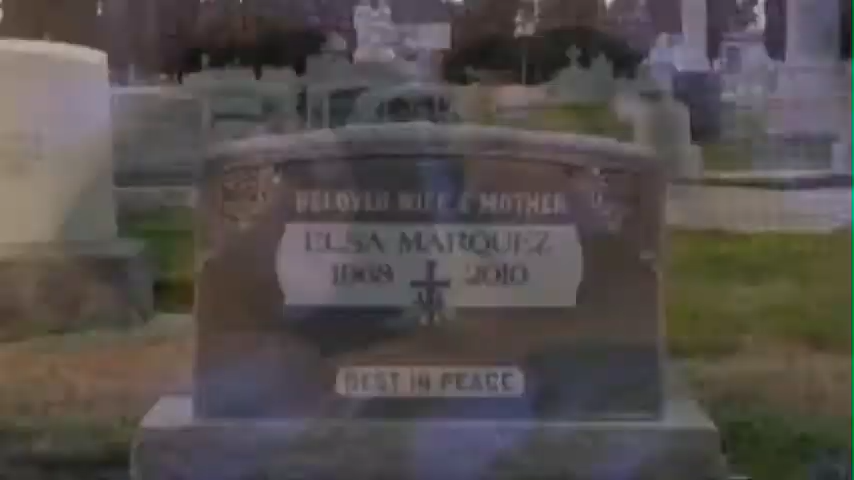 BELOVED WIFE & MOTHER
ELSA MARQUEZ
1968 2010
REST IN PEACE